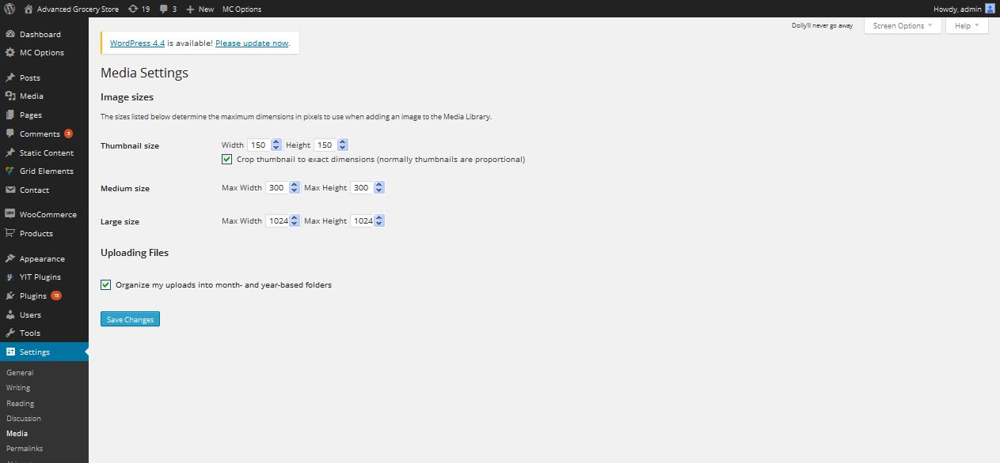 Advanced Grocery Store 19 3 New MC Options Howdy, admin
Dashboard
MC Options
Posts
Media
Pages
Comments 3
Static Content
Grid Elements
Contact
WooCommerce
Products
Appearance
YIT Plugins
Plugins 15
Users
Tools
Settings
General
Writing
Reading
Discussion
Media
Permalinks
Dolly'll never go away Screen Options Help
WordPress 4.4 is available! Please update now.
Media Settings
Image sizes
The sizes listed below determine the maximum dimensions in pixels to use when adding an image to the Media Library.
Thumbnail size Width 150 Height 150
Crop thumbnail to exact dimensions (normally thumbnails are proportional)
Medium size Max Width 300 Max Height 300
Large size Max Width 1024 Max Height 1024
Uploading Files
Organize my uploads into month- and year-based folders
Save Changes